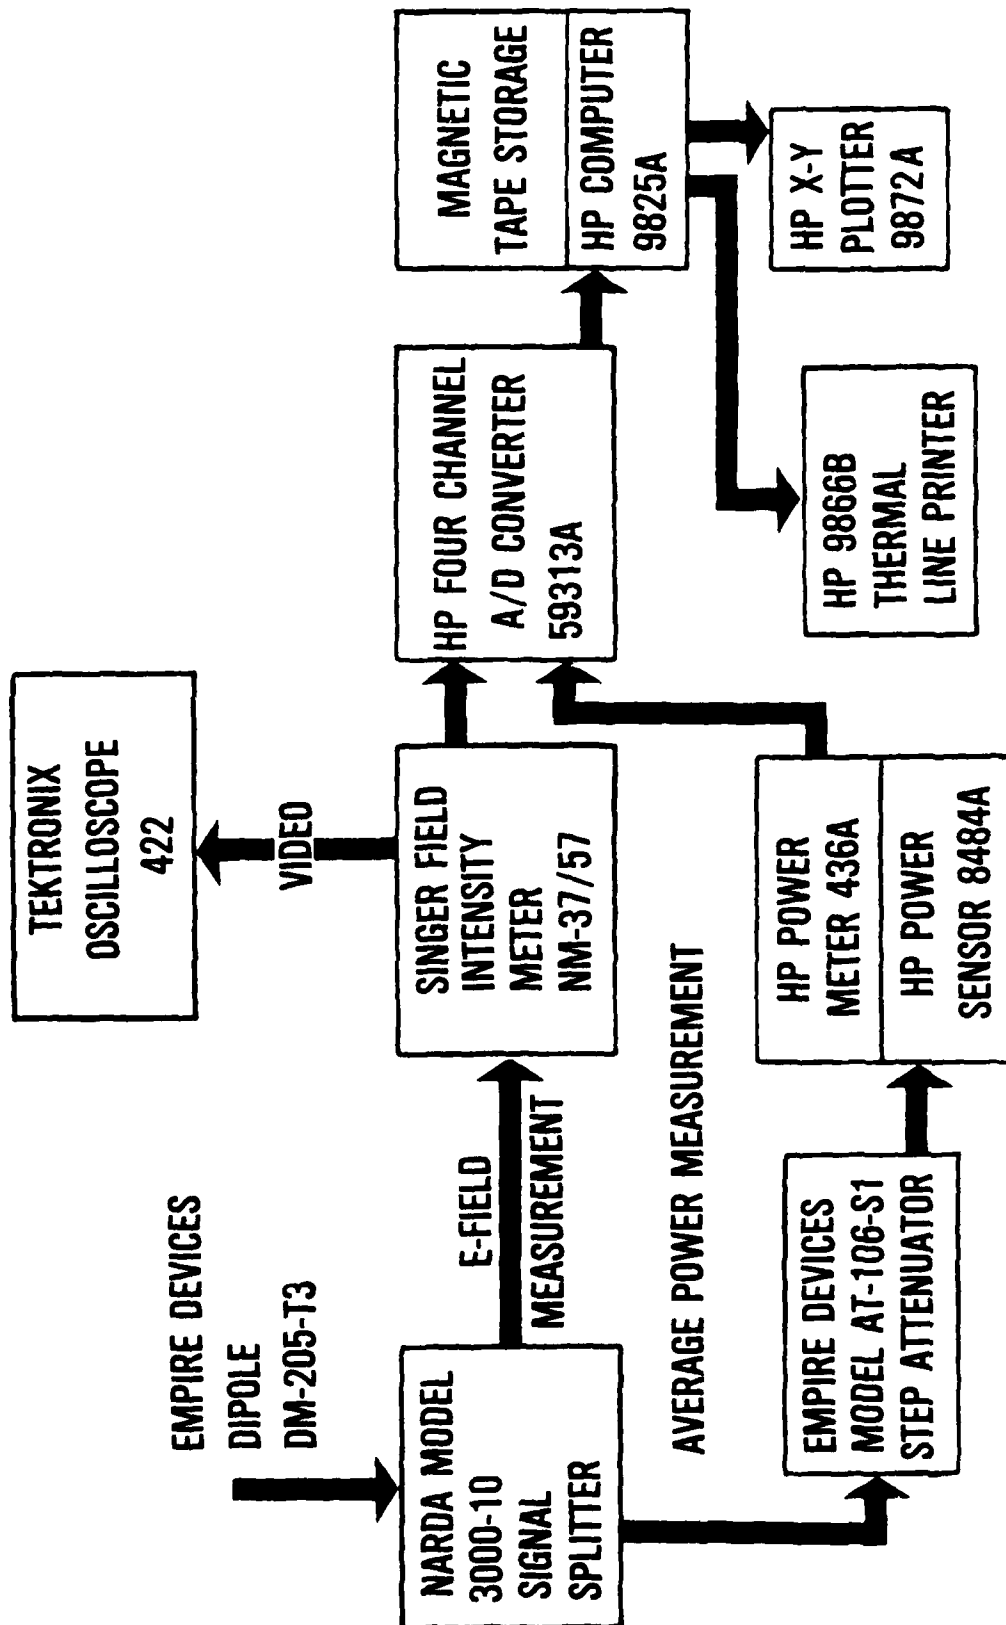 EMPIRE DEVICES
DIPOLE
DM-205-T3
NARDA MODEL
3000-10
SIGNAL
SPLITTER
E-FIELD
MEASUREMENT
TEKTRONIX
OSCILLOSCOPE
422
VIDEO
SINGER FIELD
INTENSITY
METER
NM-37/57
HP FOUR CHANNEL
A/D CONVERTER
59313A
MAGNETIC
TAPE STORAGE
HP COMPUTER
9825A
AVERAGE POWER MEASUREMENT
EMPIRE DEVICES
MODEL AT-106-S1
STEP ATTENUATOR
HP POWER
METER 436A
HP POWER
SENSOR 8484A
HP 9866B
THERMAL
LINE PRINTER
HP X-Y
PLOTTER
9872A